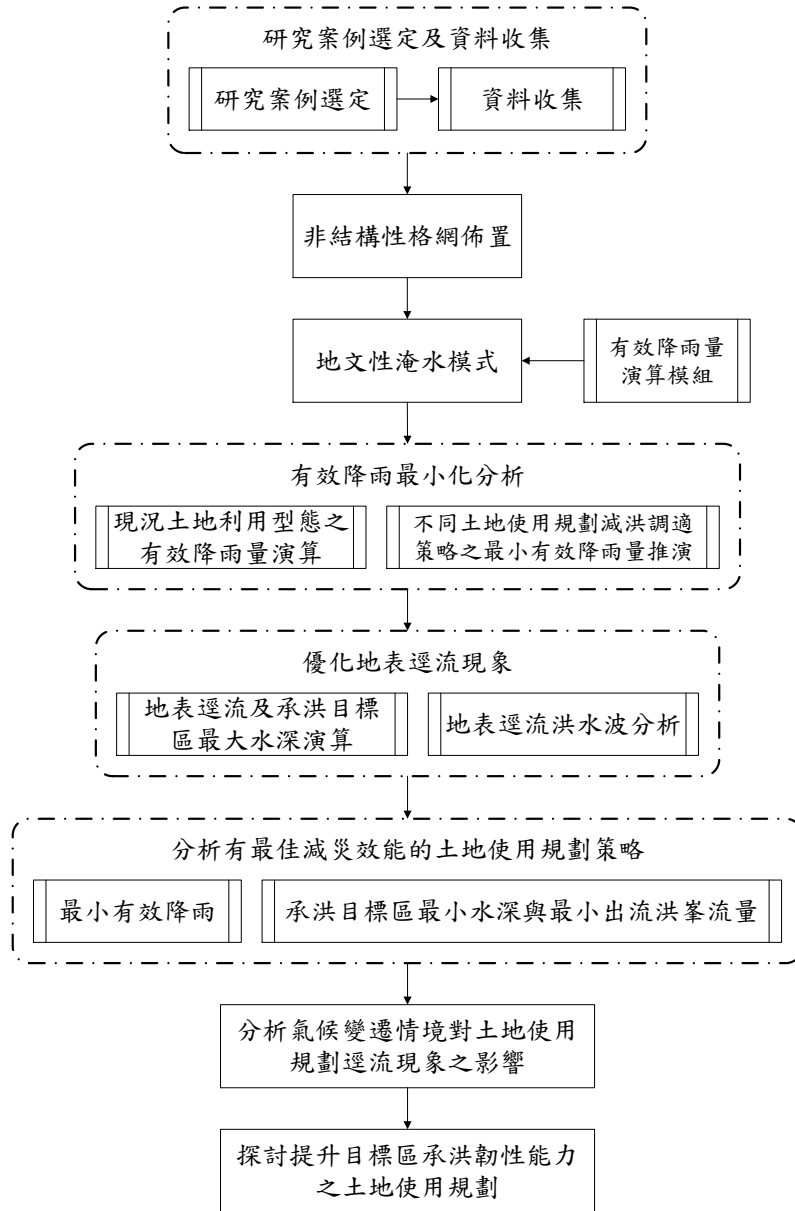 研究案例選定及資料收集
研究案例選定
資料收集
非結構性格網佈置
地文性淹水模式
有效降雨量
演算模組
有效降雨最小化分析
現況土地利用型態之
有效降雨量演算
不同土地使用規劃減洪調適
策略之最小有效降雨量推演
優化地表逕流現象
地表逕流及承洪目標
區最大水深演算
地表逕流洪水波分析
分析有最佳減災效能的土地使用規劃策略
最小有效降雨
承洪目標區最小水深與最小出流洪峯流量
分析氣候變遷情境對土地使用
規劃逕流現象之影響
探討提升目標區承洪韌性能力
之土地使用規劃